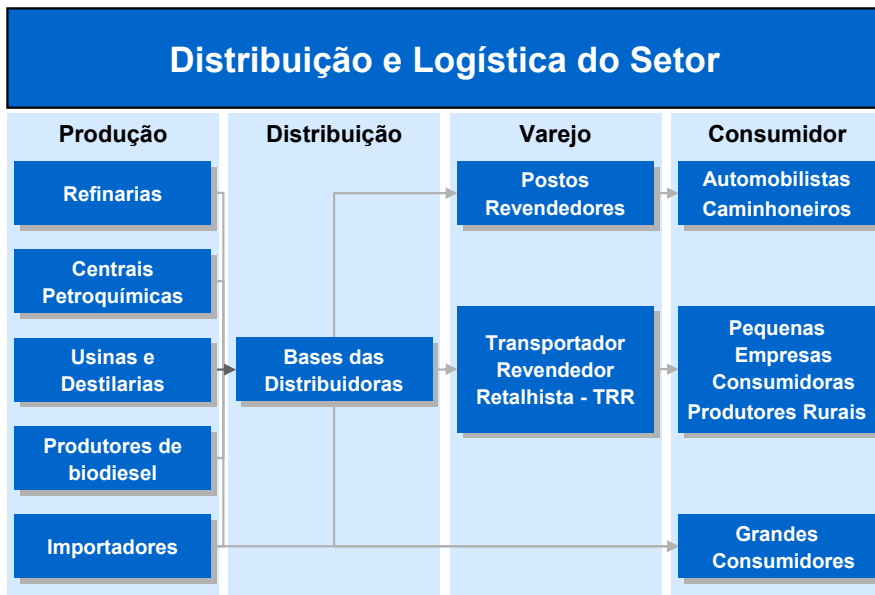 Distribuição e Logística do Setor
Produção
Refinarias
Centrais
Petroquímicas
Usinas e
Destilarias
Produtores de
biodiesel
Importadores
Distribuição
Bases das
Distribuidoras
Varejo
Postos
Revendedores
Transportador
Revendedor
Retalhista - TRR
Consumidor
Automobilistas
Caminhoneiros
Pequenas
Empresas
Consumidoras
Produtores Rurais
Grandes
Consumidores